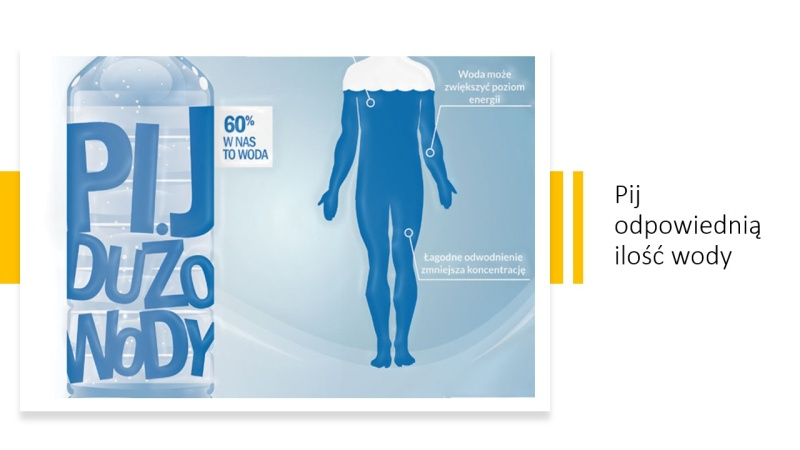 PIJ
DUŻO
WODY
60%
W NAS
TO WODA
Woda może
zwiększyć poziom
energii
Łagodne odwodnienie
zmniejsza koncentrację
Pij
odpowiednią
ilość wody